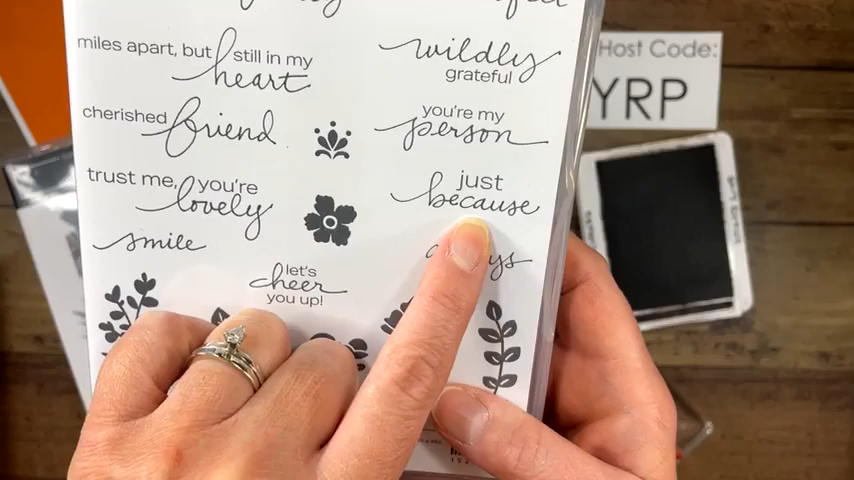 miles apart, but still in my
heart
cherished friend
trust me, you're
lovely
smile
let's
cheer
you up!
wildly
grateful
you're my
person
just
because
Host Code:
YRP